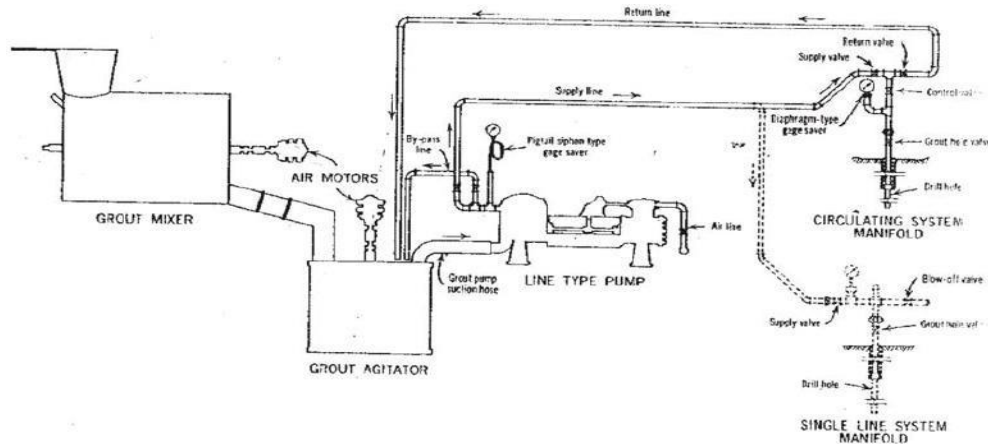 Return line
Return valve
Supply valve
Supply line
Control valve
Diaphragm-type
gage saver
By-pass
line
Pigtail siphon type
gage saver
Grout hole valve
AIR MOTORS
Drill hole
GROUT MIXER
CIRCULATING SYSTEM
MANIFOLD
Air line
Grout pump
suction hose
LINE TYPE PUMP
Blow-off valve
Supply valve
Grout hole valve
GROUT AGITATOR
Drill hole
SINGLE LINE SYSTEM
MANIFOLD